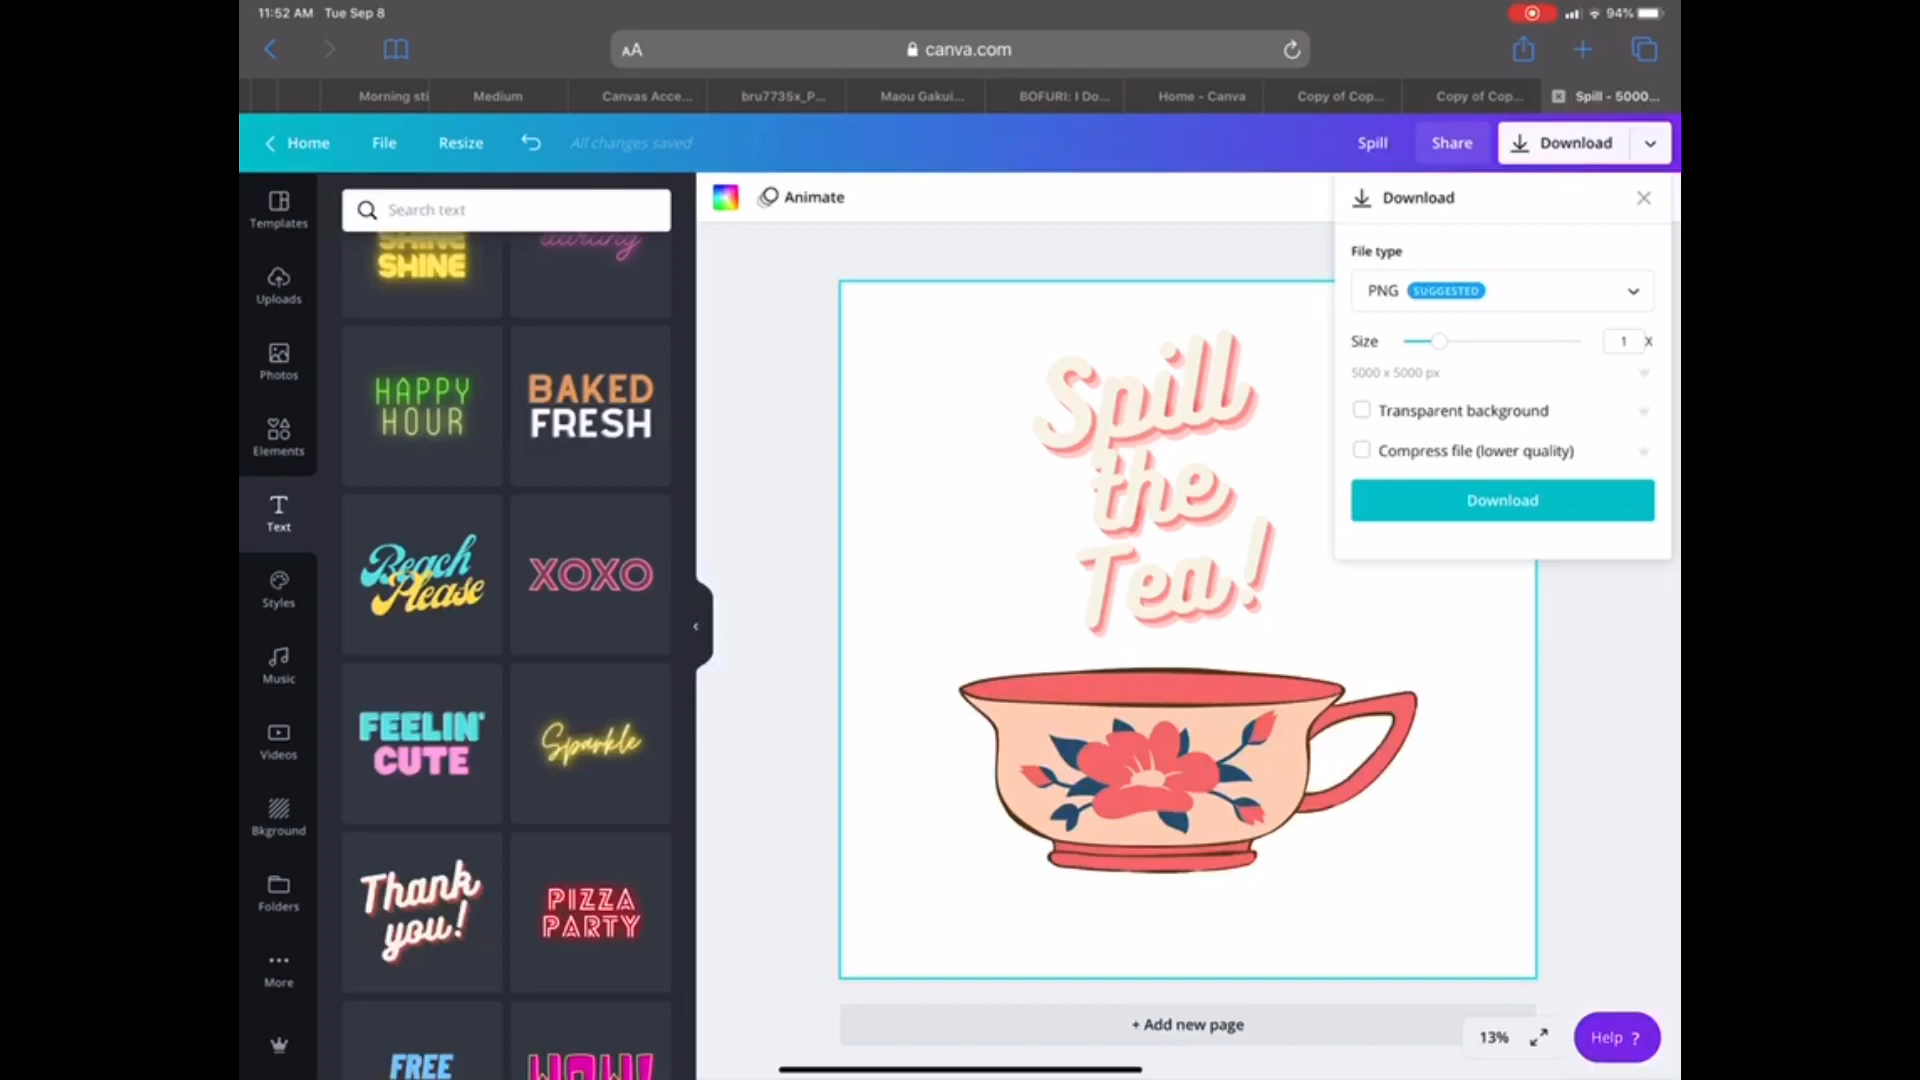 11:52 AM Tue Sep 8
94%
AA canva.com
Morning sti
Medium
Canvas Acce...
bru7735x_P...
Maou Gakui...
BOFURI: I Do...
Home - Canva
Copy of Cop...
Copy of Cop...
Spill - 5000...
Home
File
Resize
All changes saved
Spill
Share
Download
Templates
Uploads
Photos
Elements
Text
Styles
Music
Videos
Bkground
Folders
More
Search text
SHINE
SHINE
darling
HAPPY
HOUR
BAKED
FRESH
Beach
Please
XOXO
FEELIN'
CUTE
Sparkle
Thank
you!
PIZZA
PARTY
FREE
WOW!
Animate
Spill
the
Tea!
Download
File type
PNG SUGGESTED
Size 1 X
5000 x 5000 px
Transparent background
Compress file (lower quality)
Download
+ Add new page
13%
Help ?